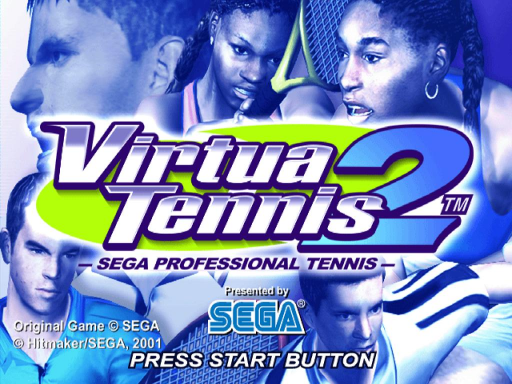 Virtua
Tennis 2™
– SEGA PROFESSIONAL TENNIS –
Presented by
SEGA®
Original Game © SEGA
© Hitmaker/SEGA, 2001
PRESS START BUTTON